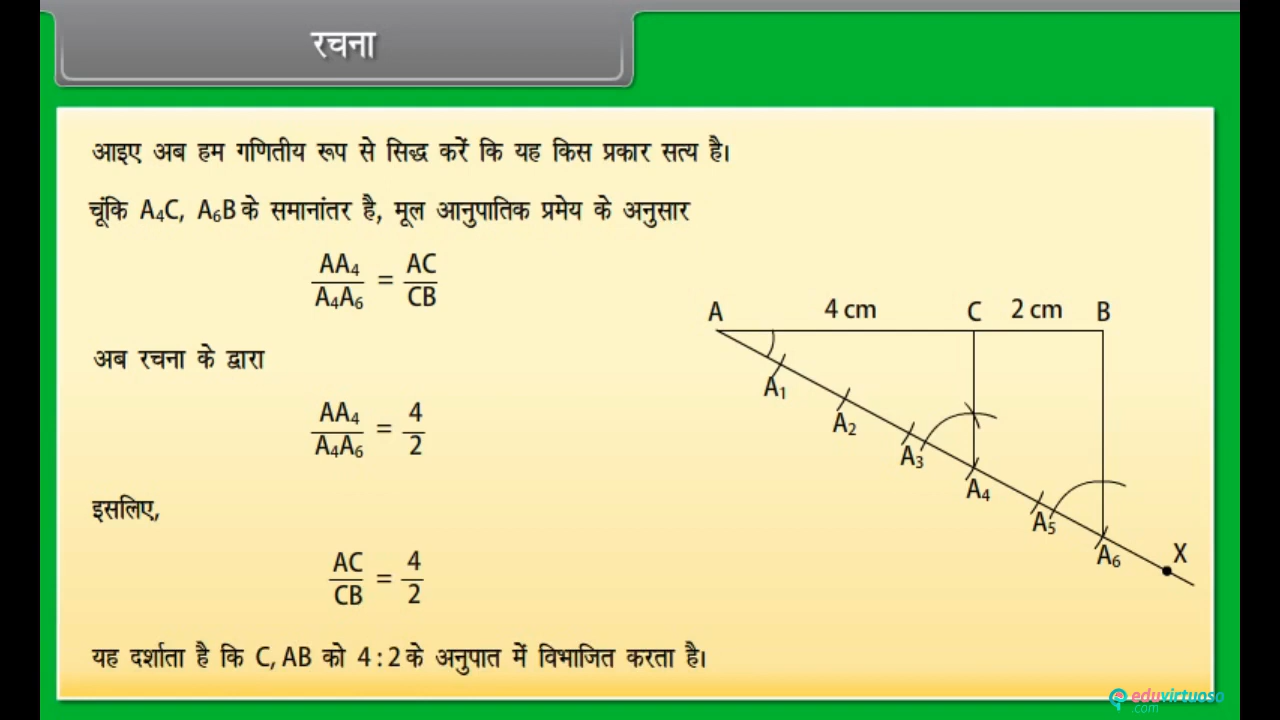 रचना
आइए अब हम गणितीय रूप से सिद्ध करें कि यह किस प्रकार सत्य है।
चूंकि A₄C, A₆B के समानांतर है, मूल आनुपातिक प्रमेय के अनुसार
AA₄/A₄A₆ = AC/CB
अब रचना के द्वारा
AA₄/A₄A₆ = 4/2
इसलिए,
AC/CB = 4/2
यह दर्शाता है कि C, AB को 4 : 2 के अनुपात में विभाजित करता है।
A 4 cm C 2 cm B
A₁
A₂
A₃
A₄
A₅
A₆
X
eduvirtuoso
.com